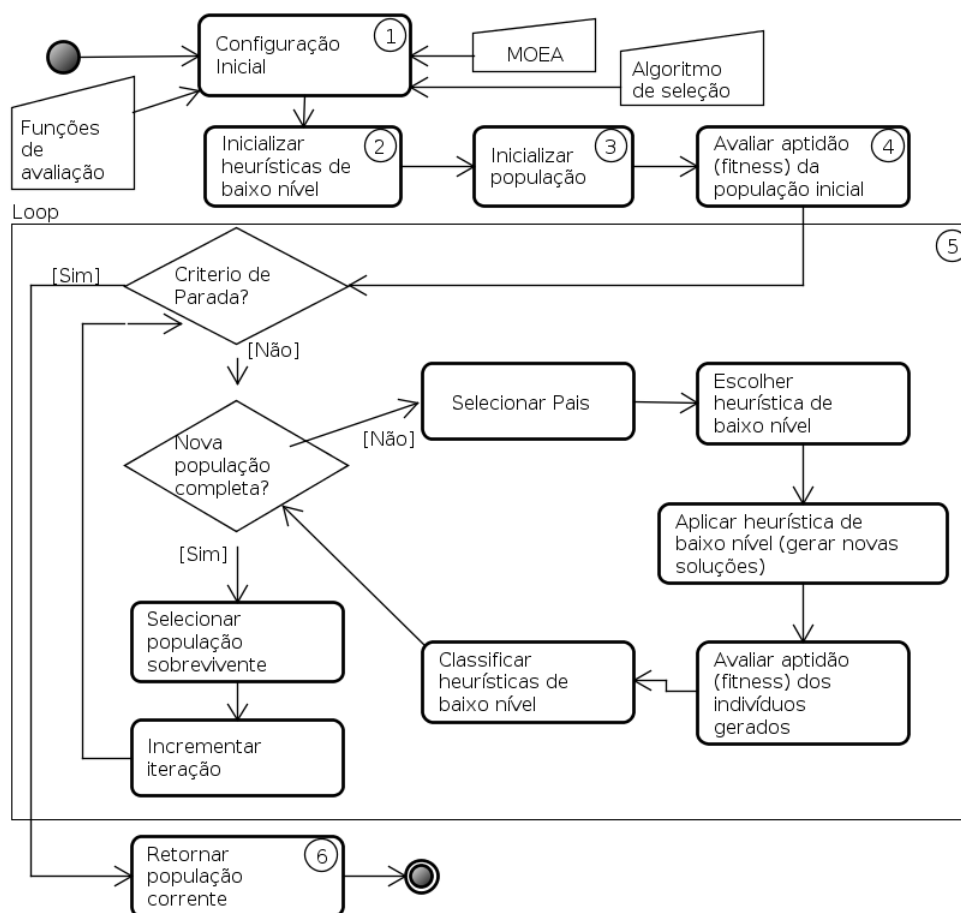 Configuração
Inicial
1
MOEA
Algoritmo
de seleção
Funções
de
avaliação
Inicializar
heurísticas de
baixo nível
2
Inicializar
população
3
Avaliar aptidão
(fitness) da
população inicial
4
Loop
5
[Sim]
Criterio de
Parada?
[Não]
Selecionar Pais
Escolher
heurística de
baixo nível
[Não]
Nova
população
completa?
Aplicar heurística de
baixo nível (gerar novas
soluções)
[Sim]
Selecionar
população
sobrevivente
Classificar
heurísticas de
baixo nível
Avaliar aptidão
(fitness) dos
indivíduos
gerados
Incrementar
iteração
Retornar
população
corrente
6